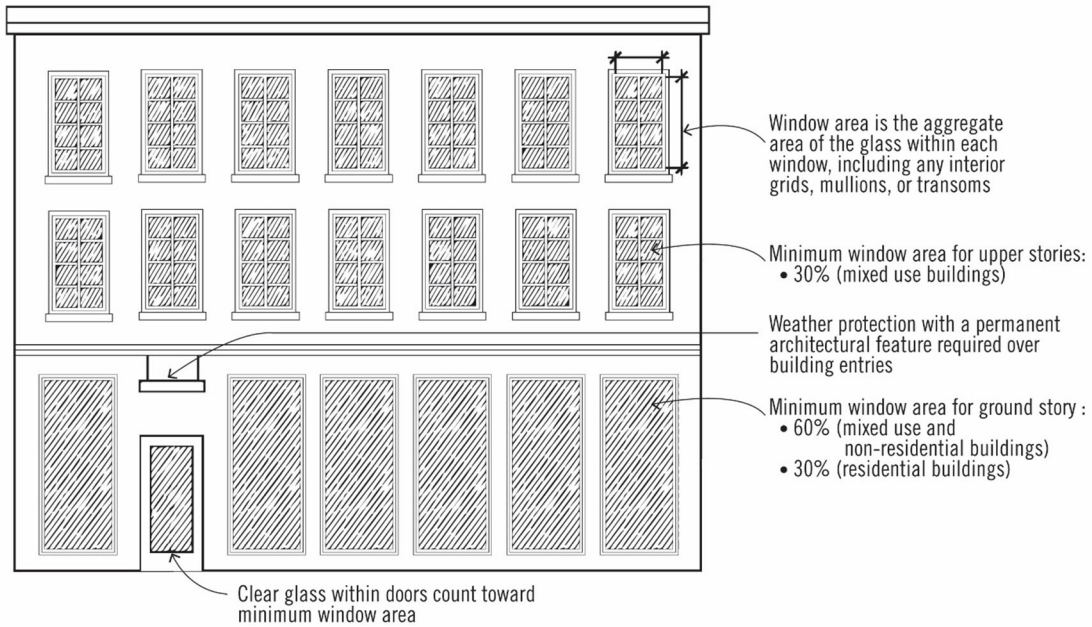 Window area is the aggregate
area of the glass within each
window, including any interior
grids, mullions, or transoms
Minimum window area for upper stories:
• 30% (mixed use buildings)
Weather protection with a permanent
architectural feature required over
building entries
Minimum window area for ground story :
• 60% (mixed use and
non-residential buildings)
• 30% (residential buildings)
Clear glass within doors count toward
minimum window area